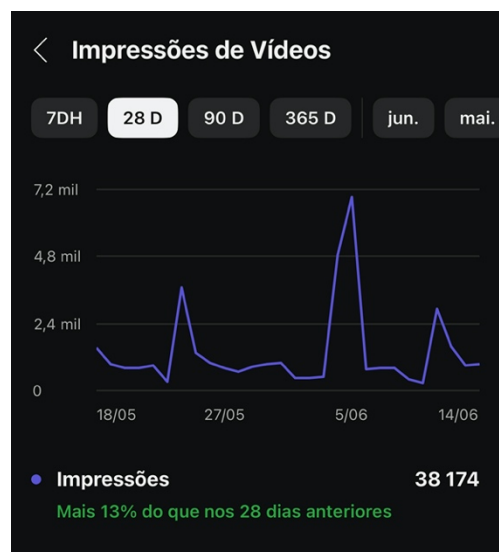 Impressões de Vídeos
7DH 28 D 90 D 365 D jun. mai.
7,2 mil
4,8 mil
2,4 mil
0
18/05 27/05 5/06 14/06
Impressões 38 174
Mais 13% do que nos 28 dias anteriores